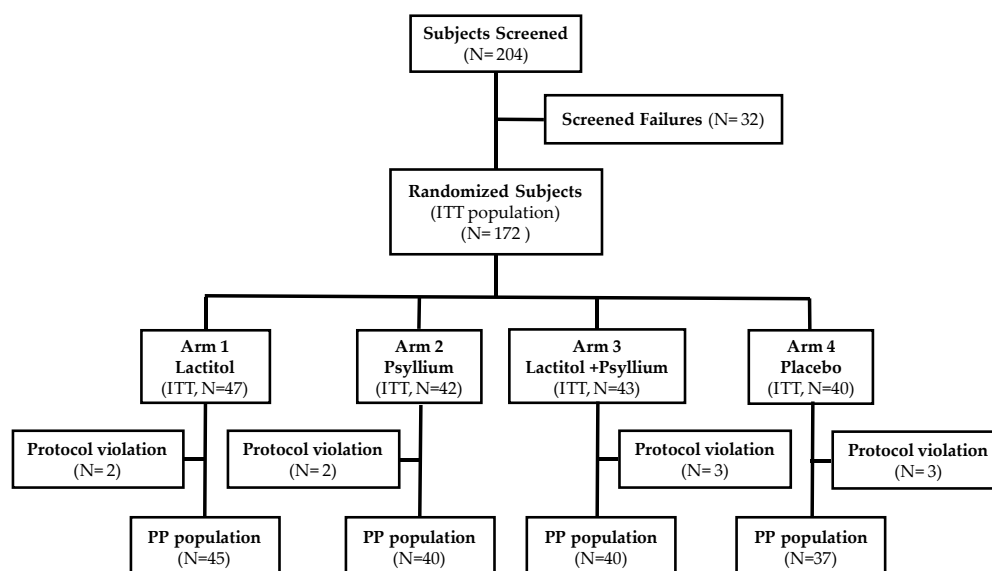 Subjects Screened
(N= 204)
Screened Failures (N= 32)
Randomized Subjects
(ITT population)
(N= 172 )
Arm 1
Lactitol
(ITT, N=47)
Arm 2
Psyllium
(ITT, N=42)
Arm 3
Lactitol +Psyllium
(ITT, N=43)
Arm 4
Placebo
(ITT, N=40)
Protocol violation
(N= 2)
Protocol violation
(N= 2)
Protocol violation
(N= 3)
Protocol violation
(N= 3)
PP population
(N=45)
PP population
(N=40)
PP population
(N=40)
PP population
(N=37)